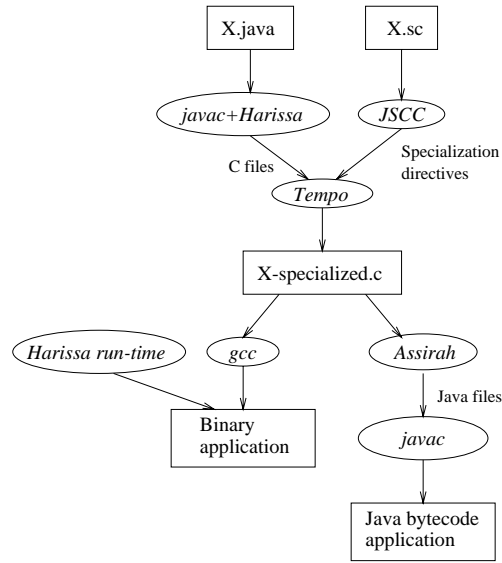 X.java
X.sc
javac+Harissa
JSCC
C files
Specialization
directives
Tempo
X-specialized.c
Harissa run-time
gcc
Assirah
Java files
Binary
application
javac
Java bytecode
application